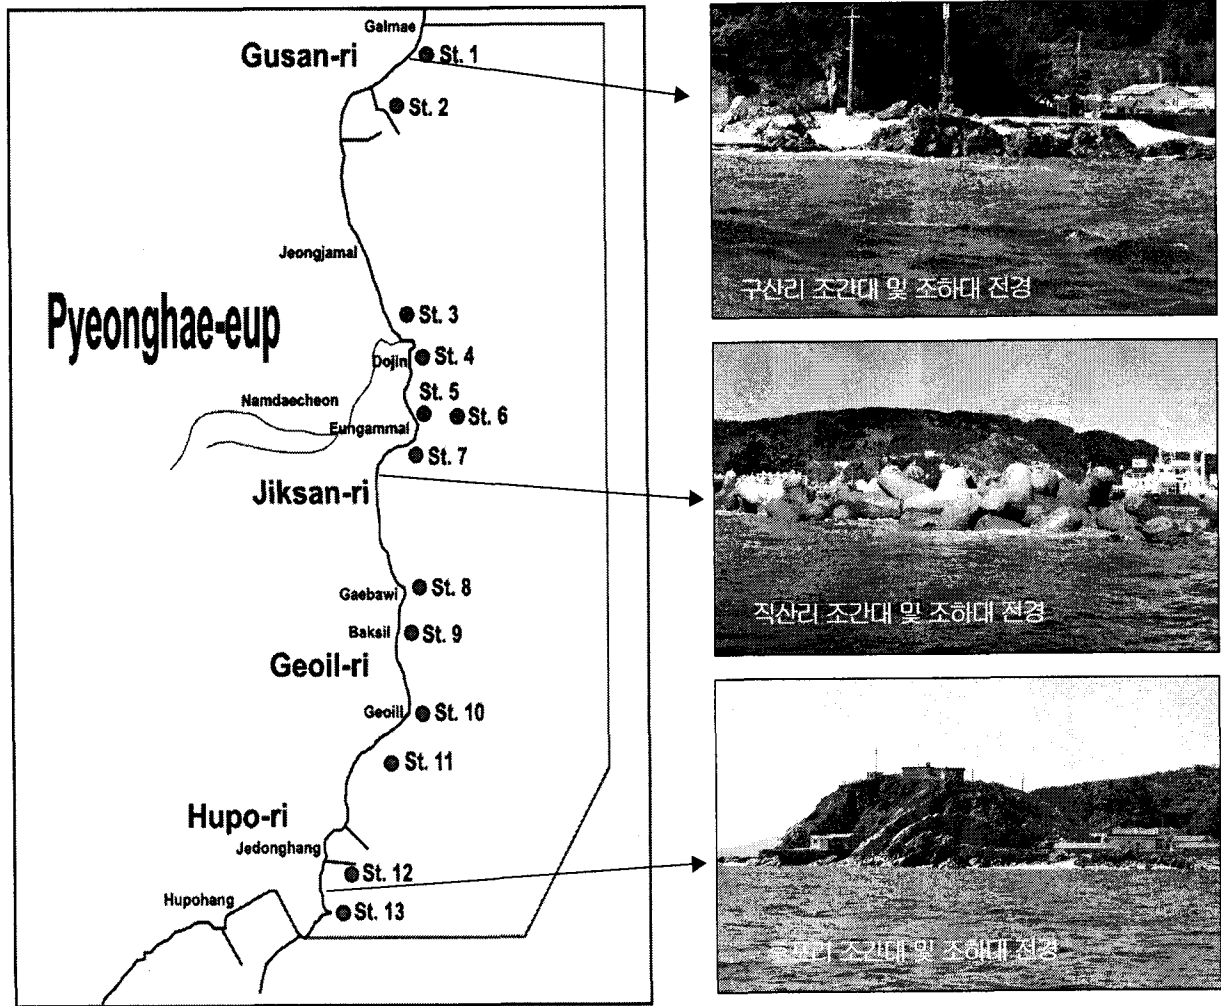 Galmae
Gusan-ri
St. 1
St. 2
Jeongjamal
Pyeonghae-eup
St. 3
Dojin
St. 4
St. 5
Namdaecheon
St. 6
Eungammal
St. 7
Jiksan-ri
Gaebawi
St. 8
Baksil
St. 9
Geoil-ri
Geoili
St. 10
St. 11
Hupo-ri
Jedonghang
St. 12
Hupohang
St. 13
구산리 조간대 및 조하대 전경
직산리 조간대 및 조하대 전경
후포리 조간대 및 조하대 전경